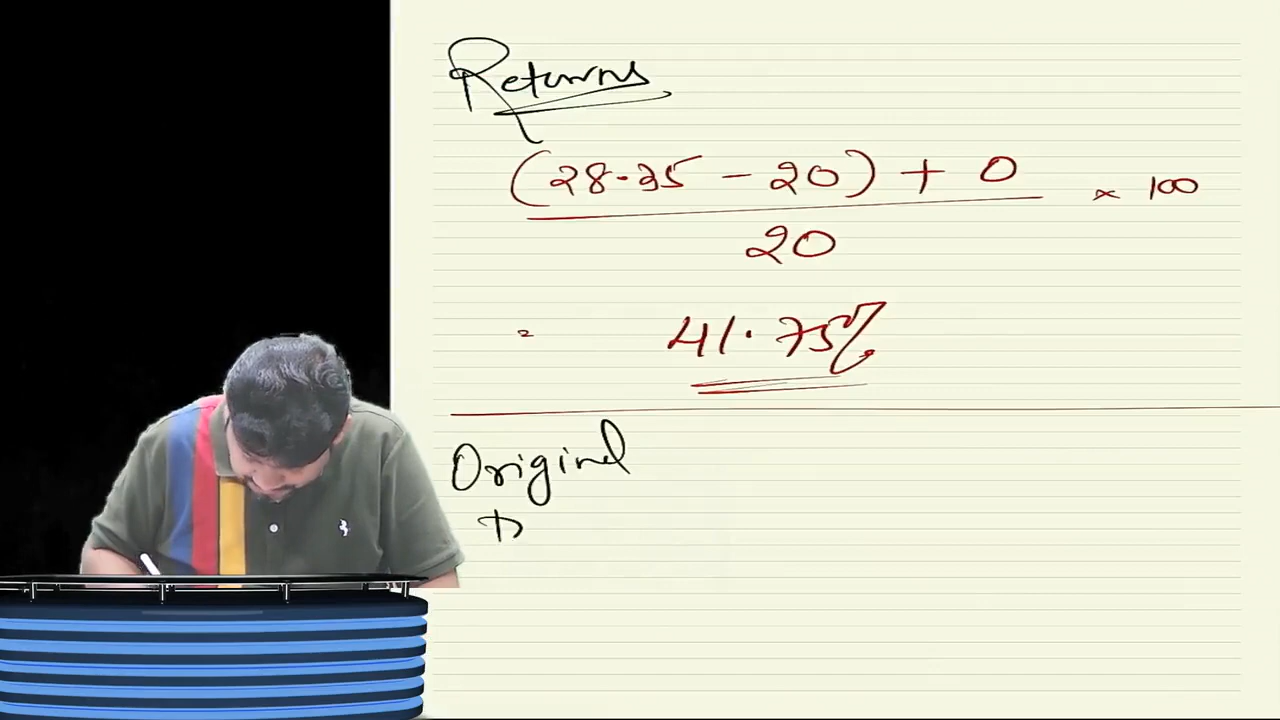 Returns
(28.35 - 20) + 0
× 100
20
= 41.75%
Original